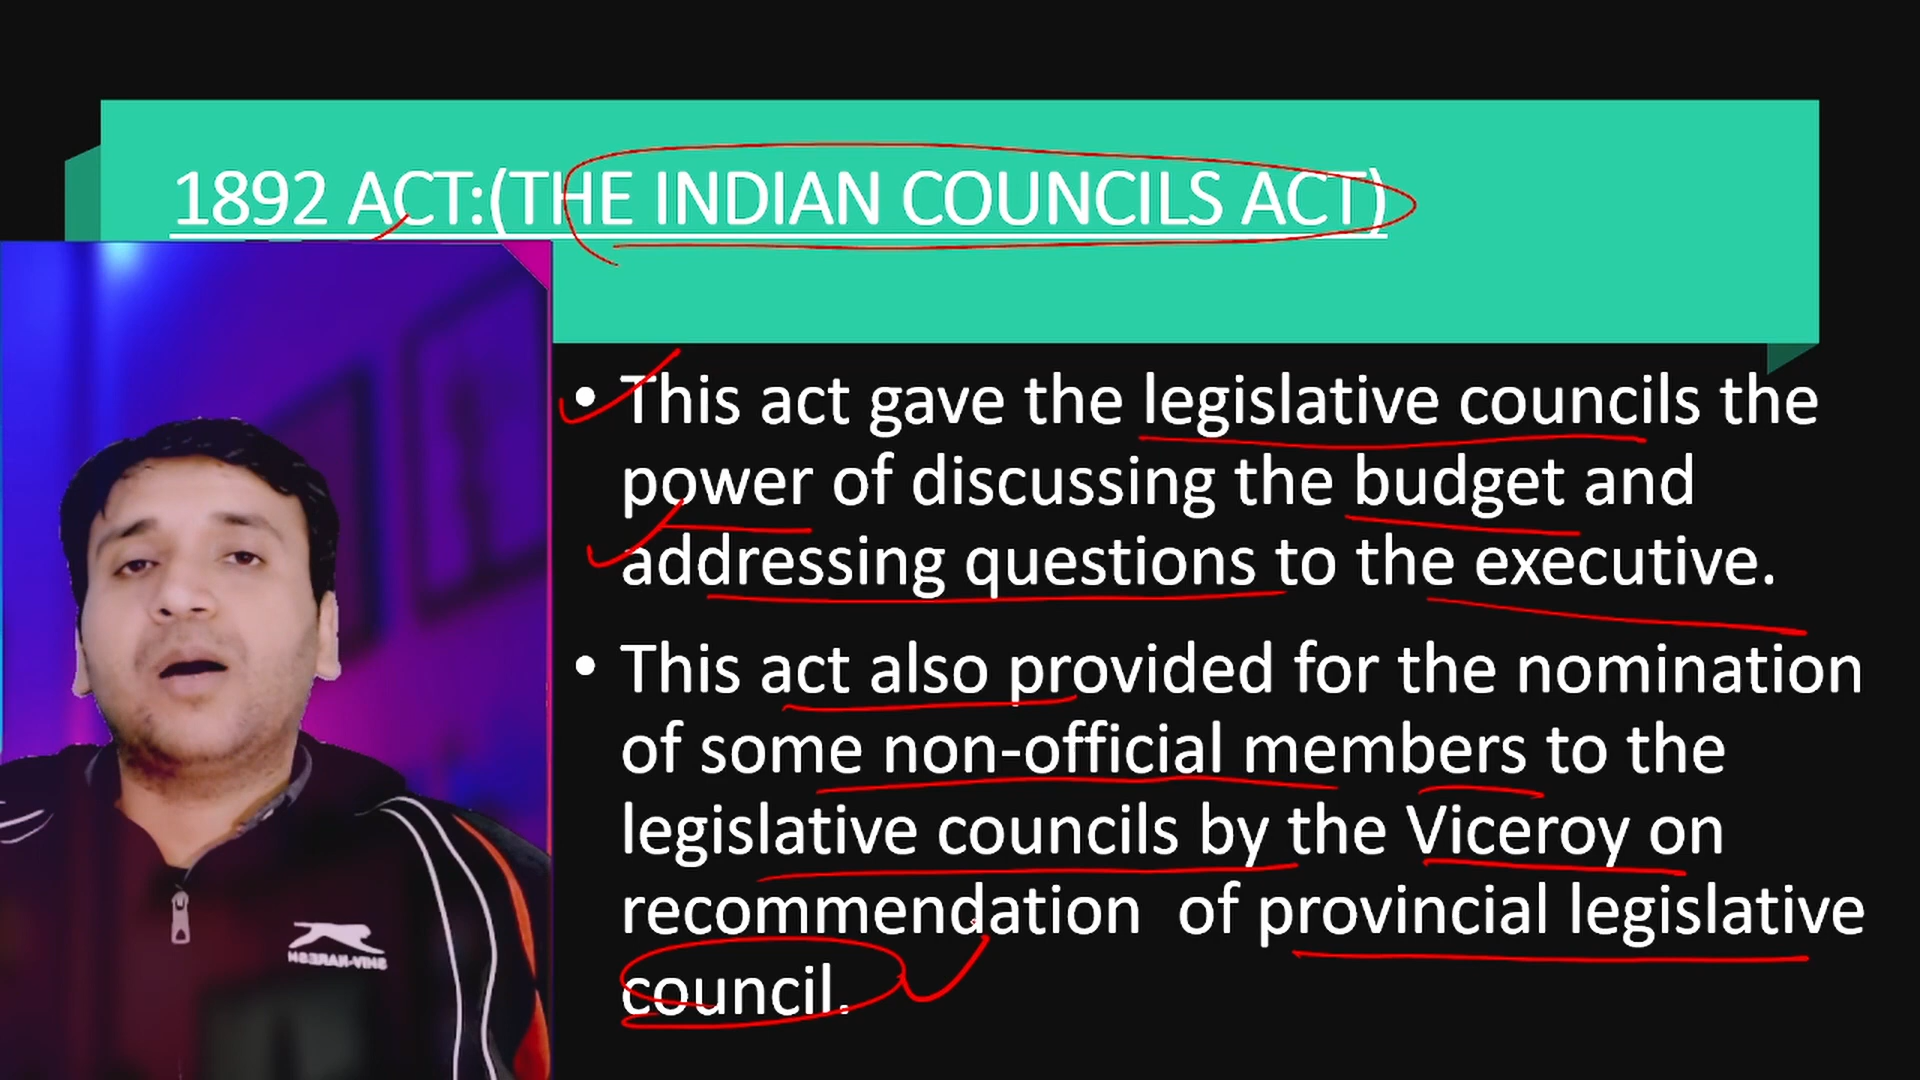 1892 ACT:(THE INDIAN COUNCILS ACT)
• This act gave the legislative councils the
power of discussing the budget and
addressing questions to the executive.
• This act also provided for the nomination
of some non-official members to the
legislative councils by the Viceroy on
recommendation of provincial legislative
council.
SHIV-NARESH